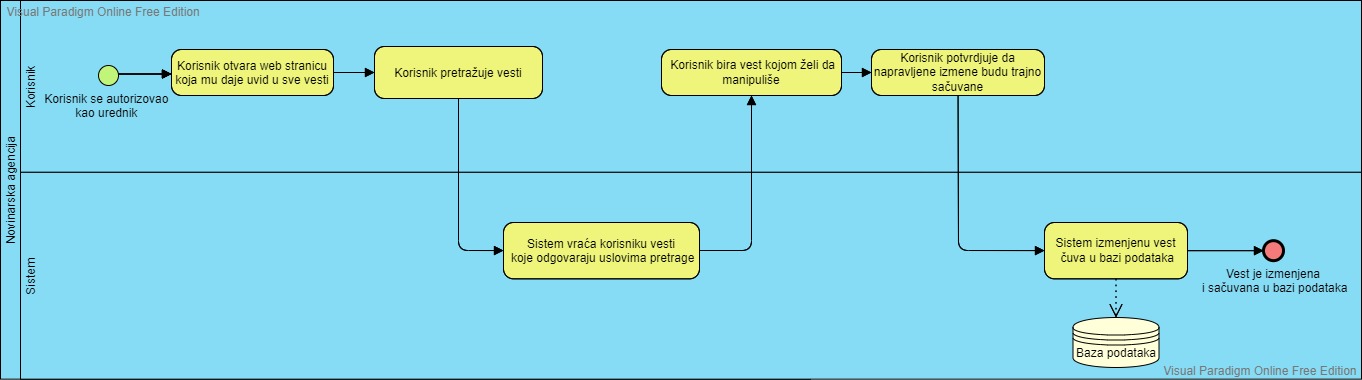 Visual Paradigm Online Free Edition
Novinarska agencija
Korisnik
Korisnik se autorizovao
kao urednik
Korisnik otvara web stranicu
koja mu daje uvid u sve vesti
Korisnik pretražuje vesti
Korisnik bira vest kojom želi da
manipuliše
Korisnik potvrdjuje da
napravljene izmene budu trajno
sačuvane
Sistem
Sistem vraća korisniku vesti
koje odgovaraju uslovima pretrage
Sistem izmenjenu vest
čuva u bazi podataka
Vest je izmenjena
i sačuvana u bazi podataka
Baza podataka
Visual Paradigm Online Free Edition